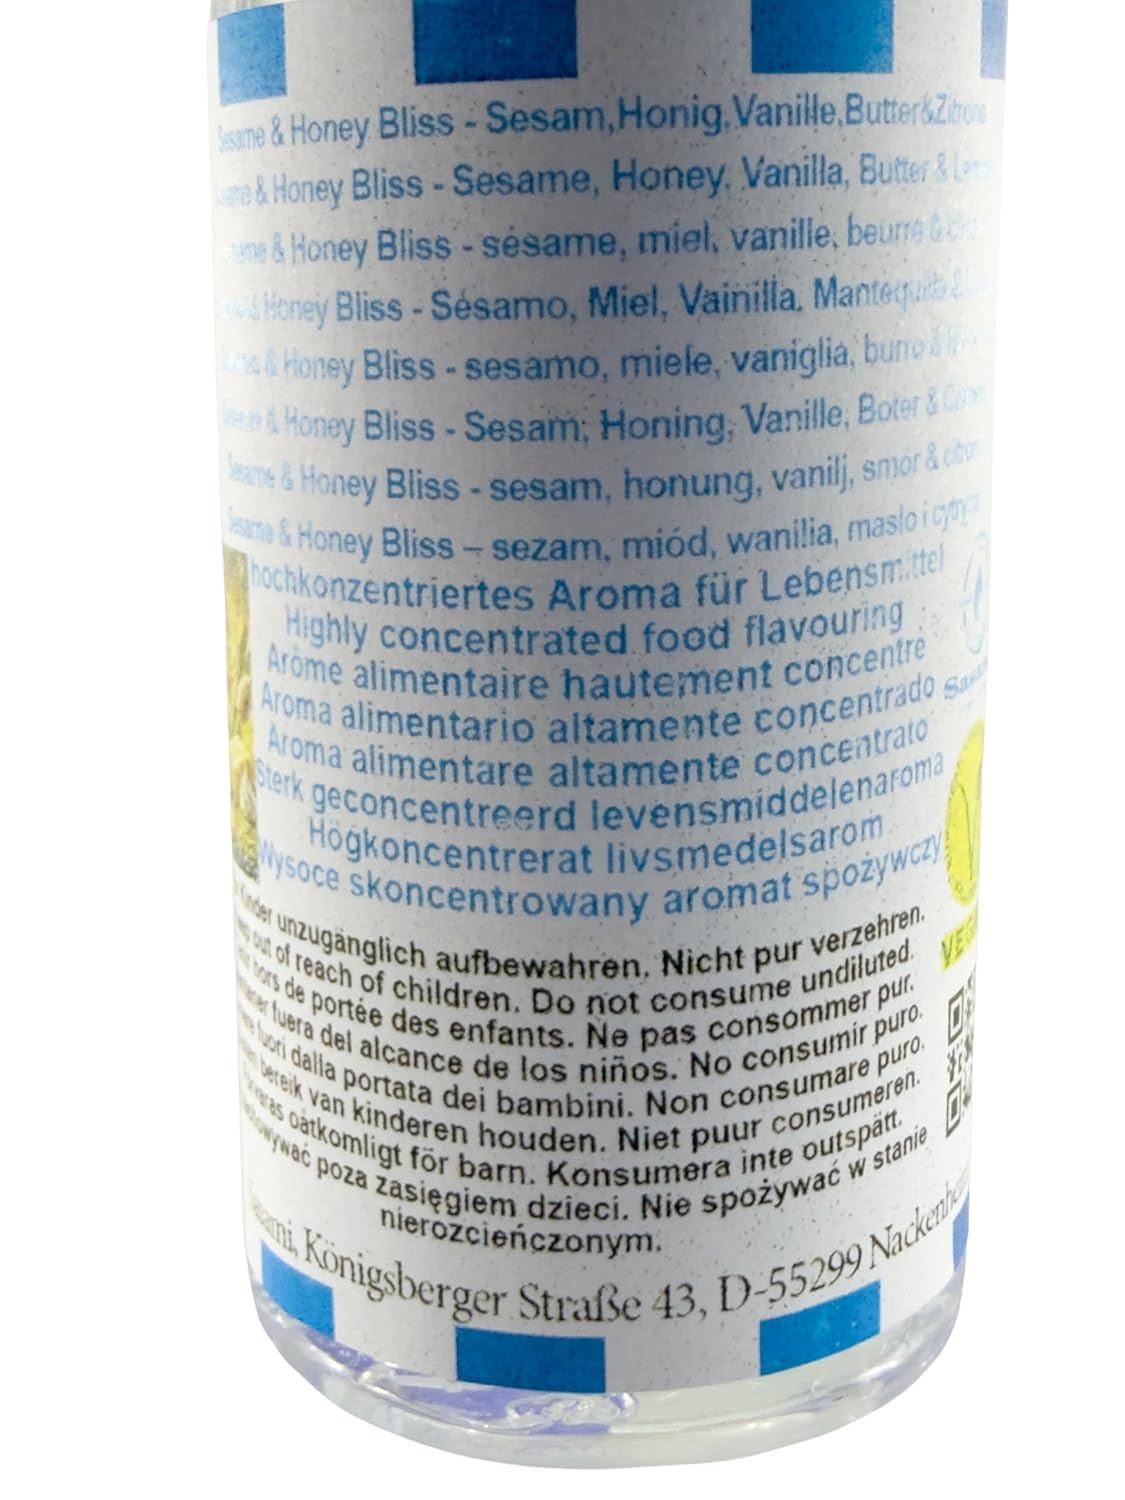 Sesame & Honey Bliss - Sesam,Honig,Vanille,Butter&Zitrone
& Honey Bliss - Sesame, Honey, Vanilla, Butter &
& Honey Bliss - sésame, miel, vanille, beurre &
& Honey Bliss - Sésamo, Miel, Vainilla, Mantequilla &
& Honey Bliss - sesamo, miele, vaniglia, burro &
& Honey Bliss - Sesam, Honing, Vanille, Boter &
Sesame & Honey Bliss - sesam, honung, vanilj, smör & citron
Sesame & Honey Bliss – sezam, miód, wanilia, masło i cytryna
hochkonzentriertes Aroma für Lebensmittel
Highly concentrated food flavouring
Arôme alimentaire hautement concentré
Aroma alimentario altamente concentrado
Aroma alimentare altamente concentrato
Sterk geconcentreerd levensmiddelenaroma
Högkoncentrerat livsmedelsarom
Wysoce skoncentrowany aromat spożywczy
Kinder unzugänglich aufbewahren. Nicht pur verzehren.
out of reach of children. Do not consume undiluted.
hors de portée des enfants. Ne pas consommer pur.
fuera del alcance de los niños. No consumir puro.
fuori dalla portata dei bambini. Non consumare puro.
bereik van kinderen houden. Niet puur consumeren.
oåtkomligt för barn. Konsumera inte outspätt.
poza zasięgiem dzieci. Nie spożywać w stanie
nierozcieńczonym.
Königsberger Straße 43, D-55299